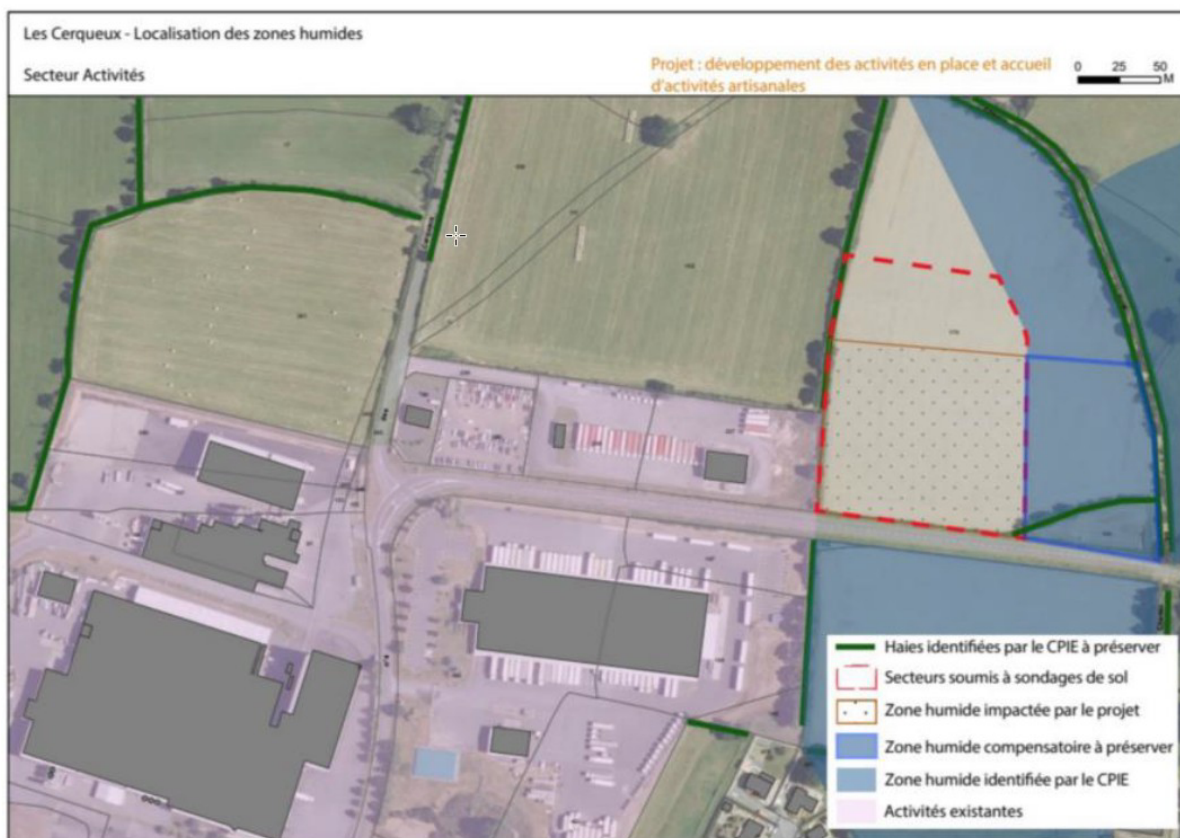 Les Cerqueux - Localisation des zones humides
Secteur Activités
Projet : développement des activités en place et accueil
d'activités artisanales
0 25 50
M
Haies identifiées par le CPIE à préserver
Secteurs soumis à sondages de sol
Zone humide impactée par le projet
Zone humide compensatoire à préserver
Zone humide identifiée par le CPIE
Activités existantes